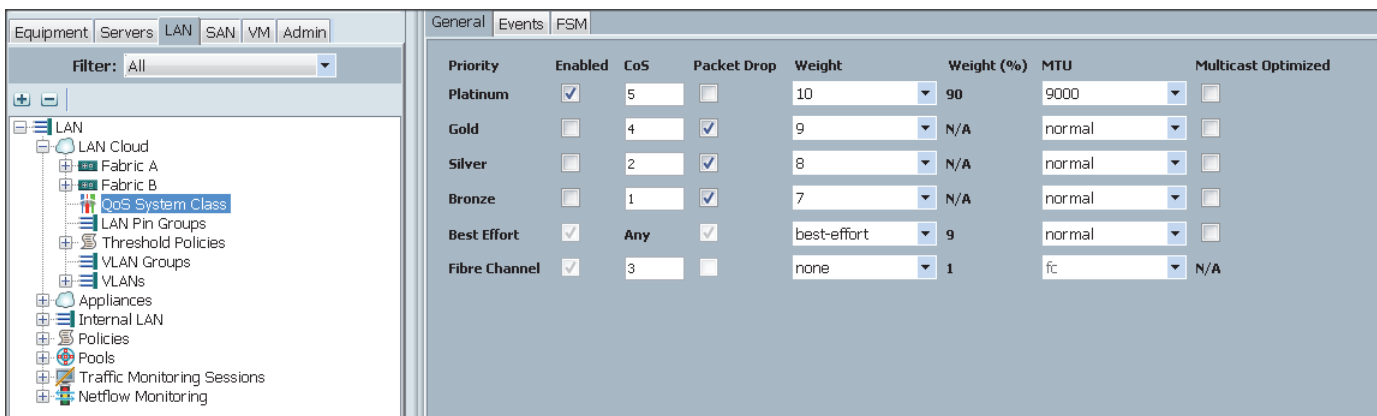 Equipment Servers LAN SAN VM Admin
Filter: All
LAN
LAN Cloud
Fabric A
Fabric B
QoS System Class
LAN Pin Groups
Threshold Policies
VLAN Groups
VLANs
Appliances
Internal LAN
Policies
Pools
Traffic Monitoring Sessions
Netflow Monitoring
General Events FSM
Priority Enabled CoS Packet Drop Weight Weight (%) MTU Multicast Optimized
Platinum 5 10 90 9000
Gold 4 9 N/A normal
Silver 2 8 N/A normal
Bronze 1 7 N/A normal
Best Effort Any best-effort 9 normal
Fibre Channel 3 none 1 fc N/A